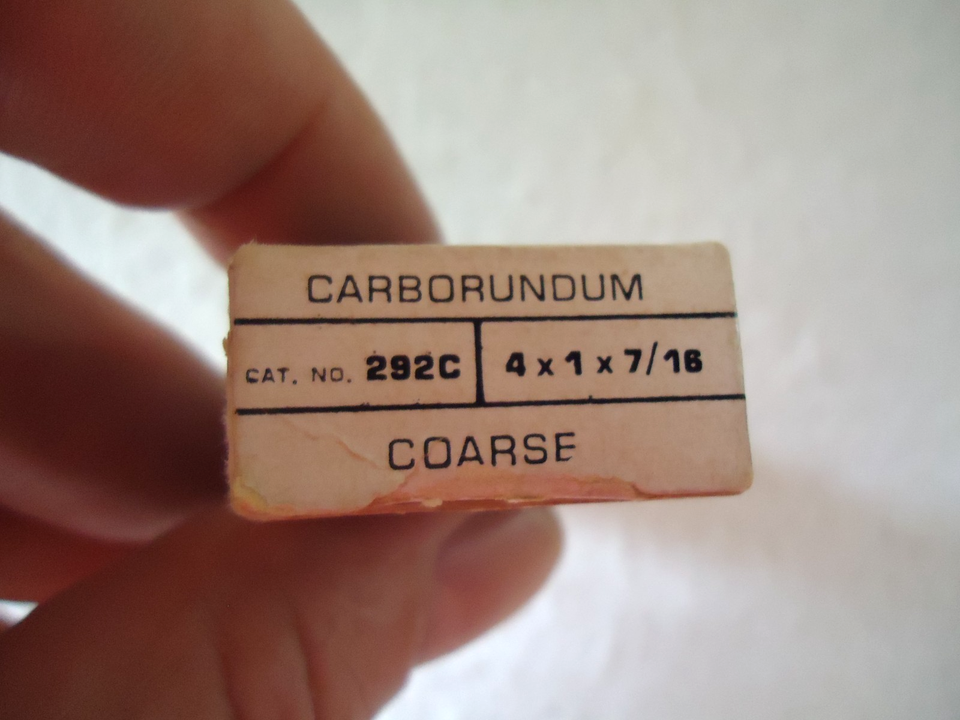 CARBORUNDUM
CAT. NO. 292C 4 x 1 x 7/16
COARSE